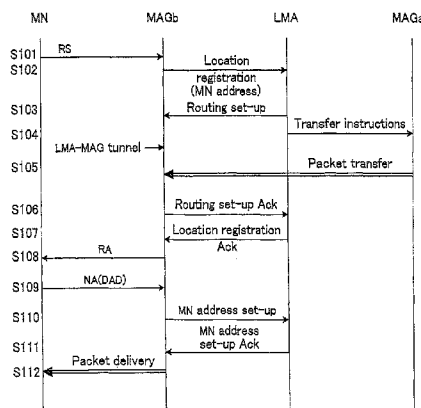 MN MAGb LMA MAGa
S101 RS
S102 Location
registration
(MN address)
S103 Routing set-up
S104 Transfer instructions
LMA-MAG tunnel
S105 Packet transfer
S106 Routing set-up Ack
S107 Location registration
Ack
S108 RA
S109 NA(DAD)
S110 MN address set-up
S111 MN address
set-up Ack
S112 Packet delivery